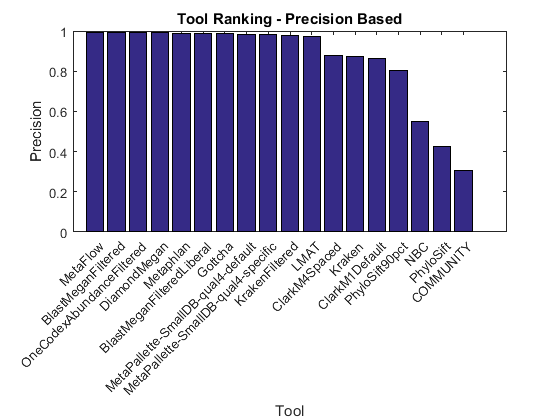 Tool Ranking - Precision Based
Precision
1
0.8
0.6
0.4
0.2
0
MetaFlow
BlastMeganFiltered
OneCodexAbundanceFiltered
DiamondMegan
Metaphlan
BlastMeganFilteredLiberal
Gottcha
MetaPallette-SmallDB-qual4-default
MetaPallette-SmallDB-qual4-specific
KrakenFiltered
LMAT
ClarkM4Spaced
Kraken
ClarkM1Default
PhyloSift90pct
NBC
PhyloSift
COMMUNITY
Tool